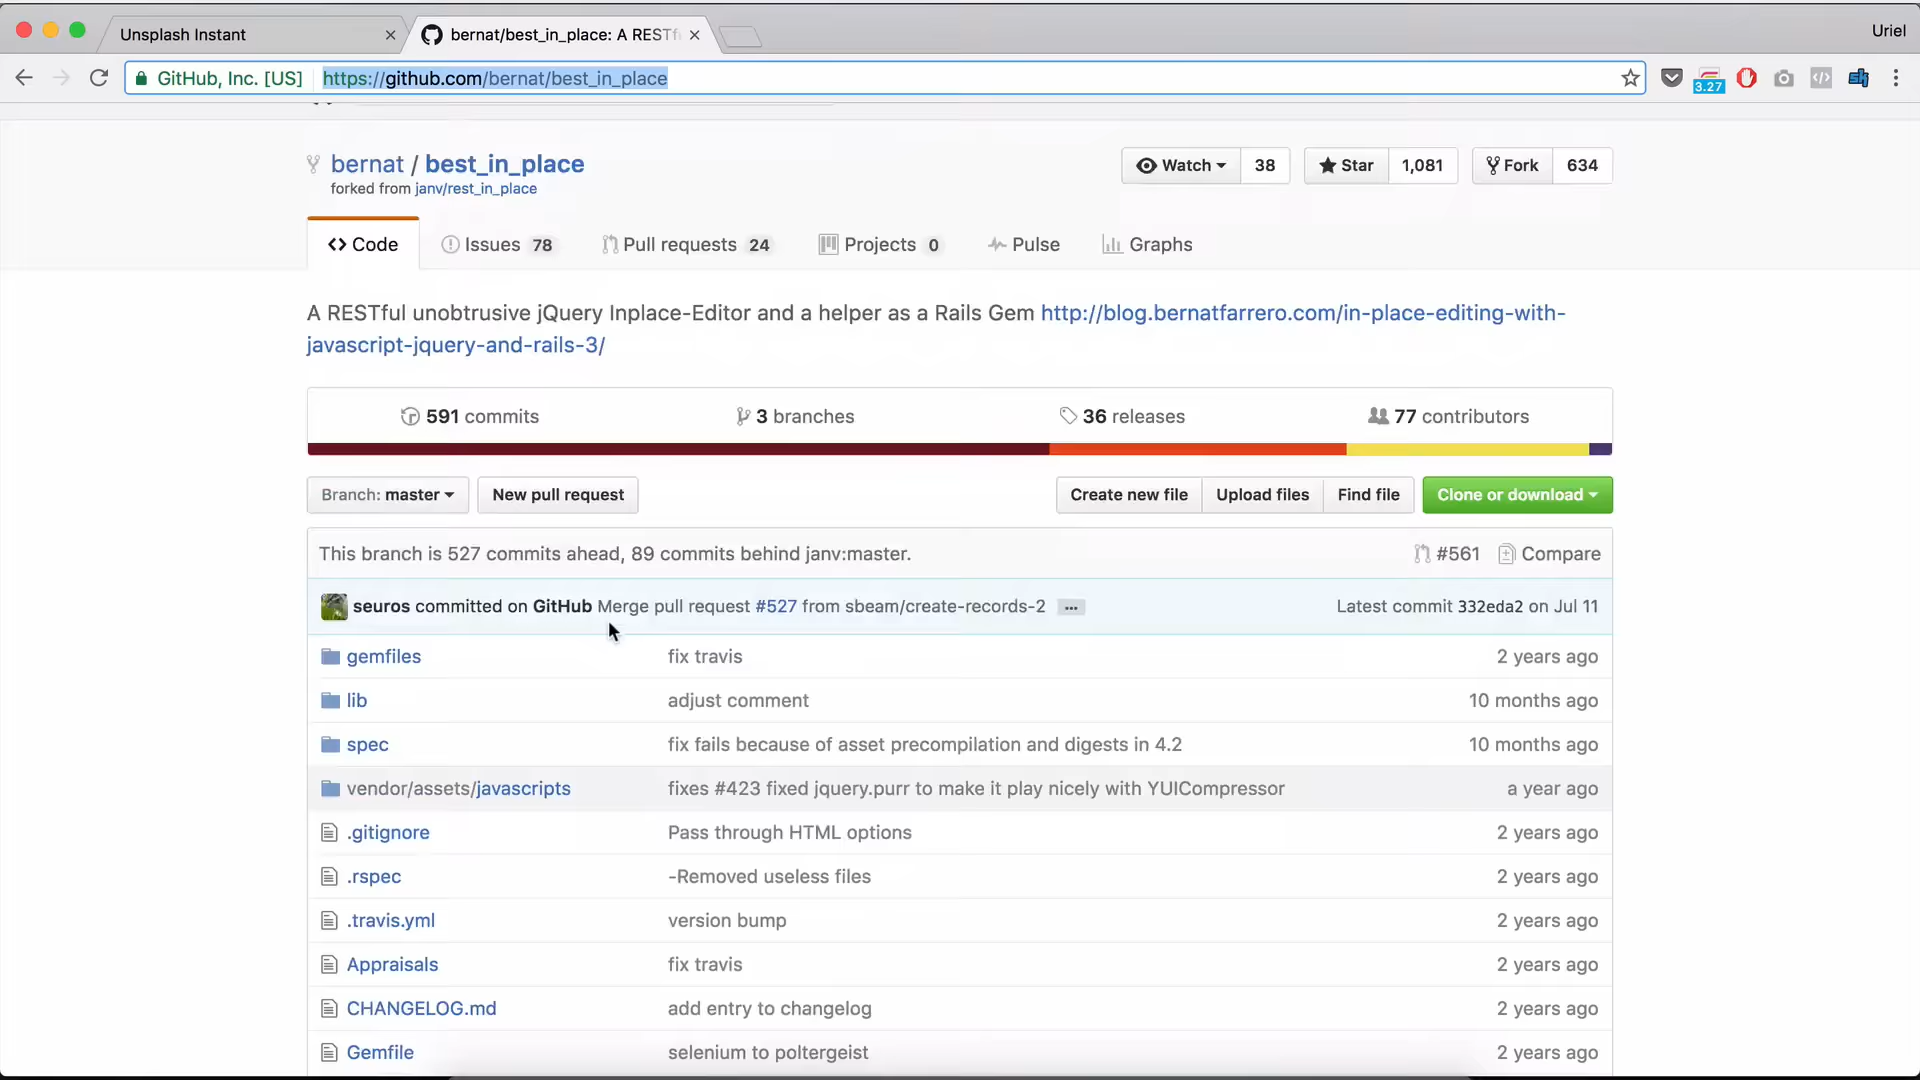 Unsplash Instant
bernat/best_in_place: A RESTf
Uriel
GitHub, Inc. [US]
https://github.com/bernat/best_in_place
3.27
bernat / best_in_place
forked from janv/rest_in_place
Watch 38
Star 1,081
Fork 634
Code
Issues 78
Pull requests 24
Projects 0
Pulse
Graphs
A RESTful unobtrusive jQuery Inplace-Editor and a helper as a Rails Gem http://blog.bernatfarrero.com/in-place-editing-with-
javascript-jquery-and-rails-3/
591 commits
3 branches
36 releases
77 contributors
Branch: master
New pull request
Create new file
Upload files
Find file
Clone or download
This branch is 527 commits ahead, 89 commits behind janv:master.
#561
Compare
seuros committed on GitHub Merge pull request #527 from sbeam/create-records-2 ...
Latest commit 332eda2 on Jul 11
gemfiles fix travis 2 years ago
lib adjust comment 10 months ago
spec fix fails because of asset precompilation and digests in 4.2 10 months ago
vendor/assets/javascripts fixes #423 fixed jquery.purr to make it play nicely with YUICompressor a year ago
.gitignore Pass through HTML options 2 years ago
.rspec -Removed useless files 2 years ago
.travis.yml version bump 2 years ago
Appraisals fix travis 2 years ago
CHANGELOG.md add entry to changelog 2 years ago
Gemfile selenium to poltergeist 2 years ago